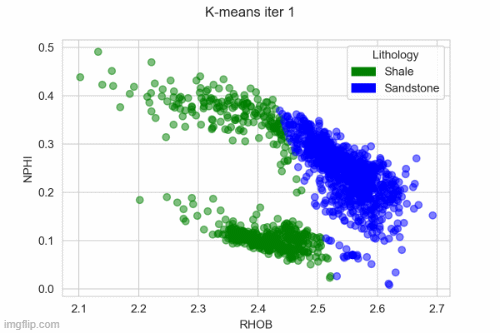 K-means iter 1
0.5
0.4
0.3
0.2
0.1
0.0
NPHI
Lithology
Shale
Sandstone
2.1 2.2 2.3 2.4 2.5 2.6 2.7
RHOB
imgflip.com